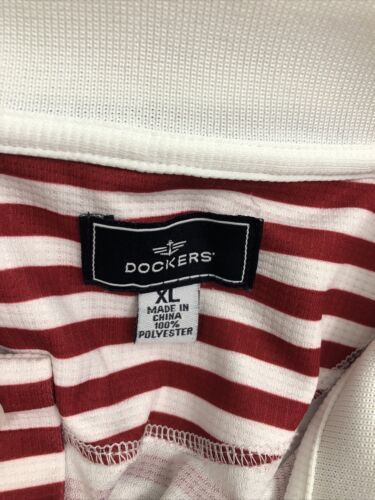 DOCKERS®
XL
MADE IN
CHINA
100%
POLYESTER